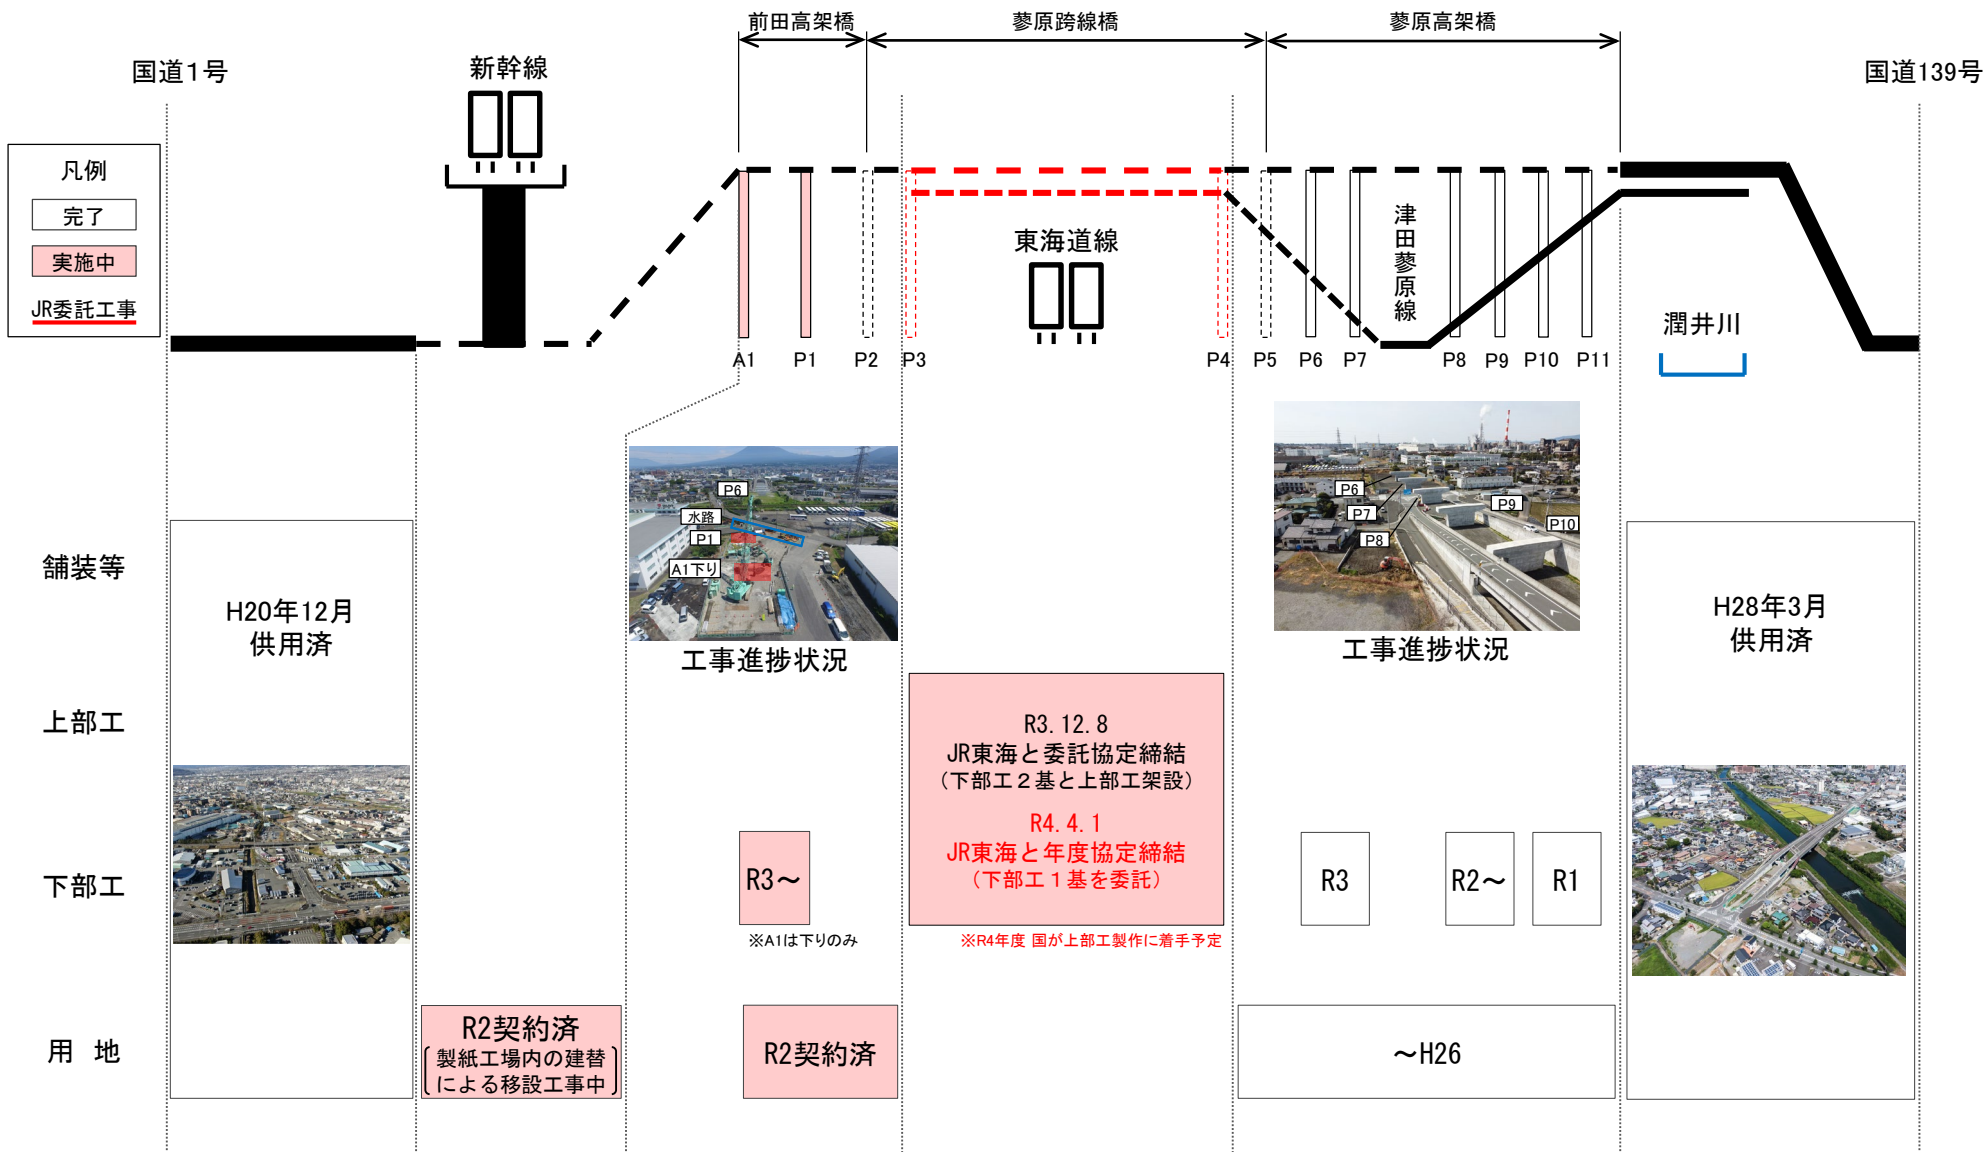 前田高架橋
蓼原跨線橋
蓼原高架橋
国道1号
新幹線
国道139号
凡例
完了
実施中
JR委託工事
東海道線
津田蓼原線
潤井川
A1
P1
P2
P3
P4
P5
P6
P7
P8
P9
P10
P11
P6
水路
P1
A1下り
工事進捗状況
P6
P7
P8
P9
P10
工事進捗状況
舗装等
上部工
下部工
用 地
H20年12月
供用済
H28年3月
供用済
R3.12.8
JR東海と委託協定締結
(下部工2基と上部工架設)
R4.4.1
JR東海と年度協定締結
(下部工1基を委託)
※R4年度 国が上部工製作に着手予定
R3～
※A1は下りのみ
R3
R2～
R1
R2契約済
製紙工場内の建替
による移設工事中
R2契約済
～H26